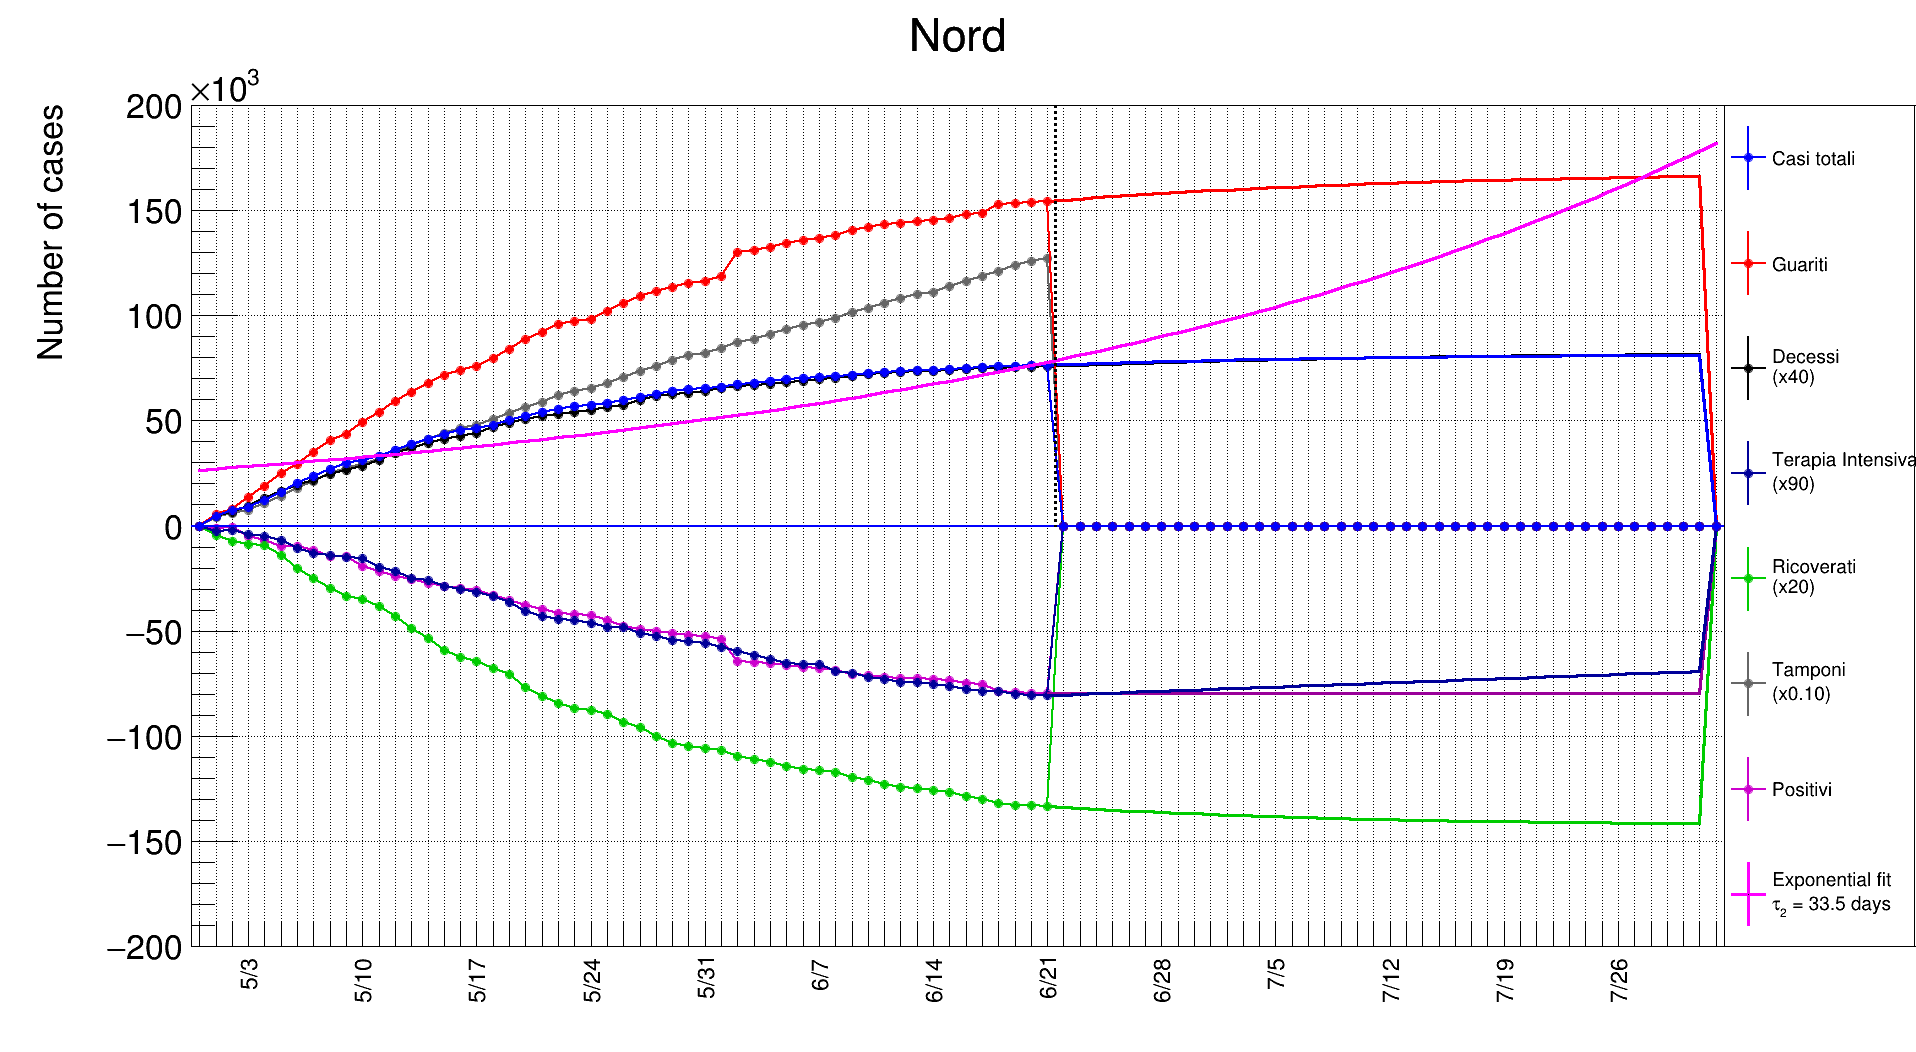 Nord
×10³
Number of cases
200
150
100
50
0
−50
−100
−150
−200
5/3
5/10
5/17
5/24
5/31
6/7
6/14
6/21
6/28
7/5
7/12
7/19
7/26
Casi totali
Guariti
Decessi
(x40)
Terapia Intensiva
(x90)
Ricoverati
(x20)
Tamponi
(x0.10)
Positivi
Exponential fit
τ₂ = 33.5 days